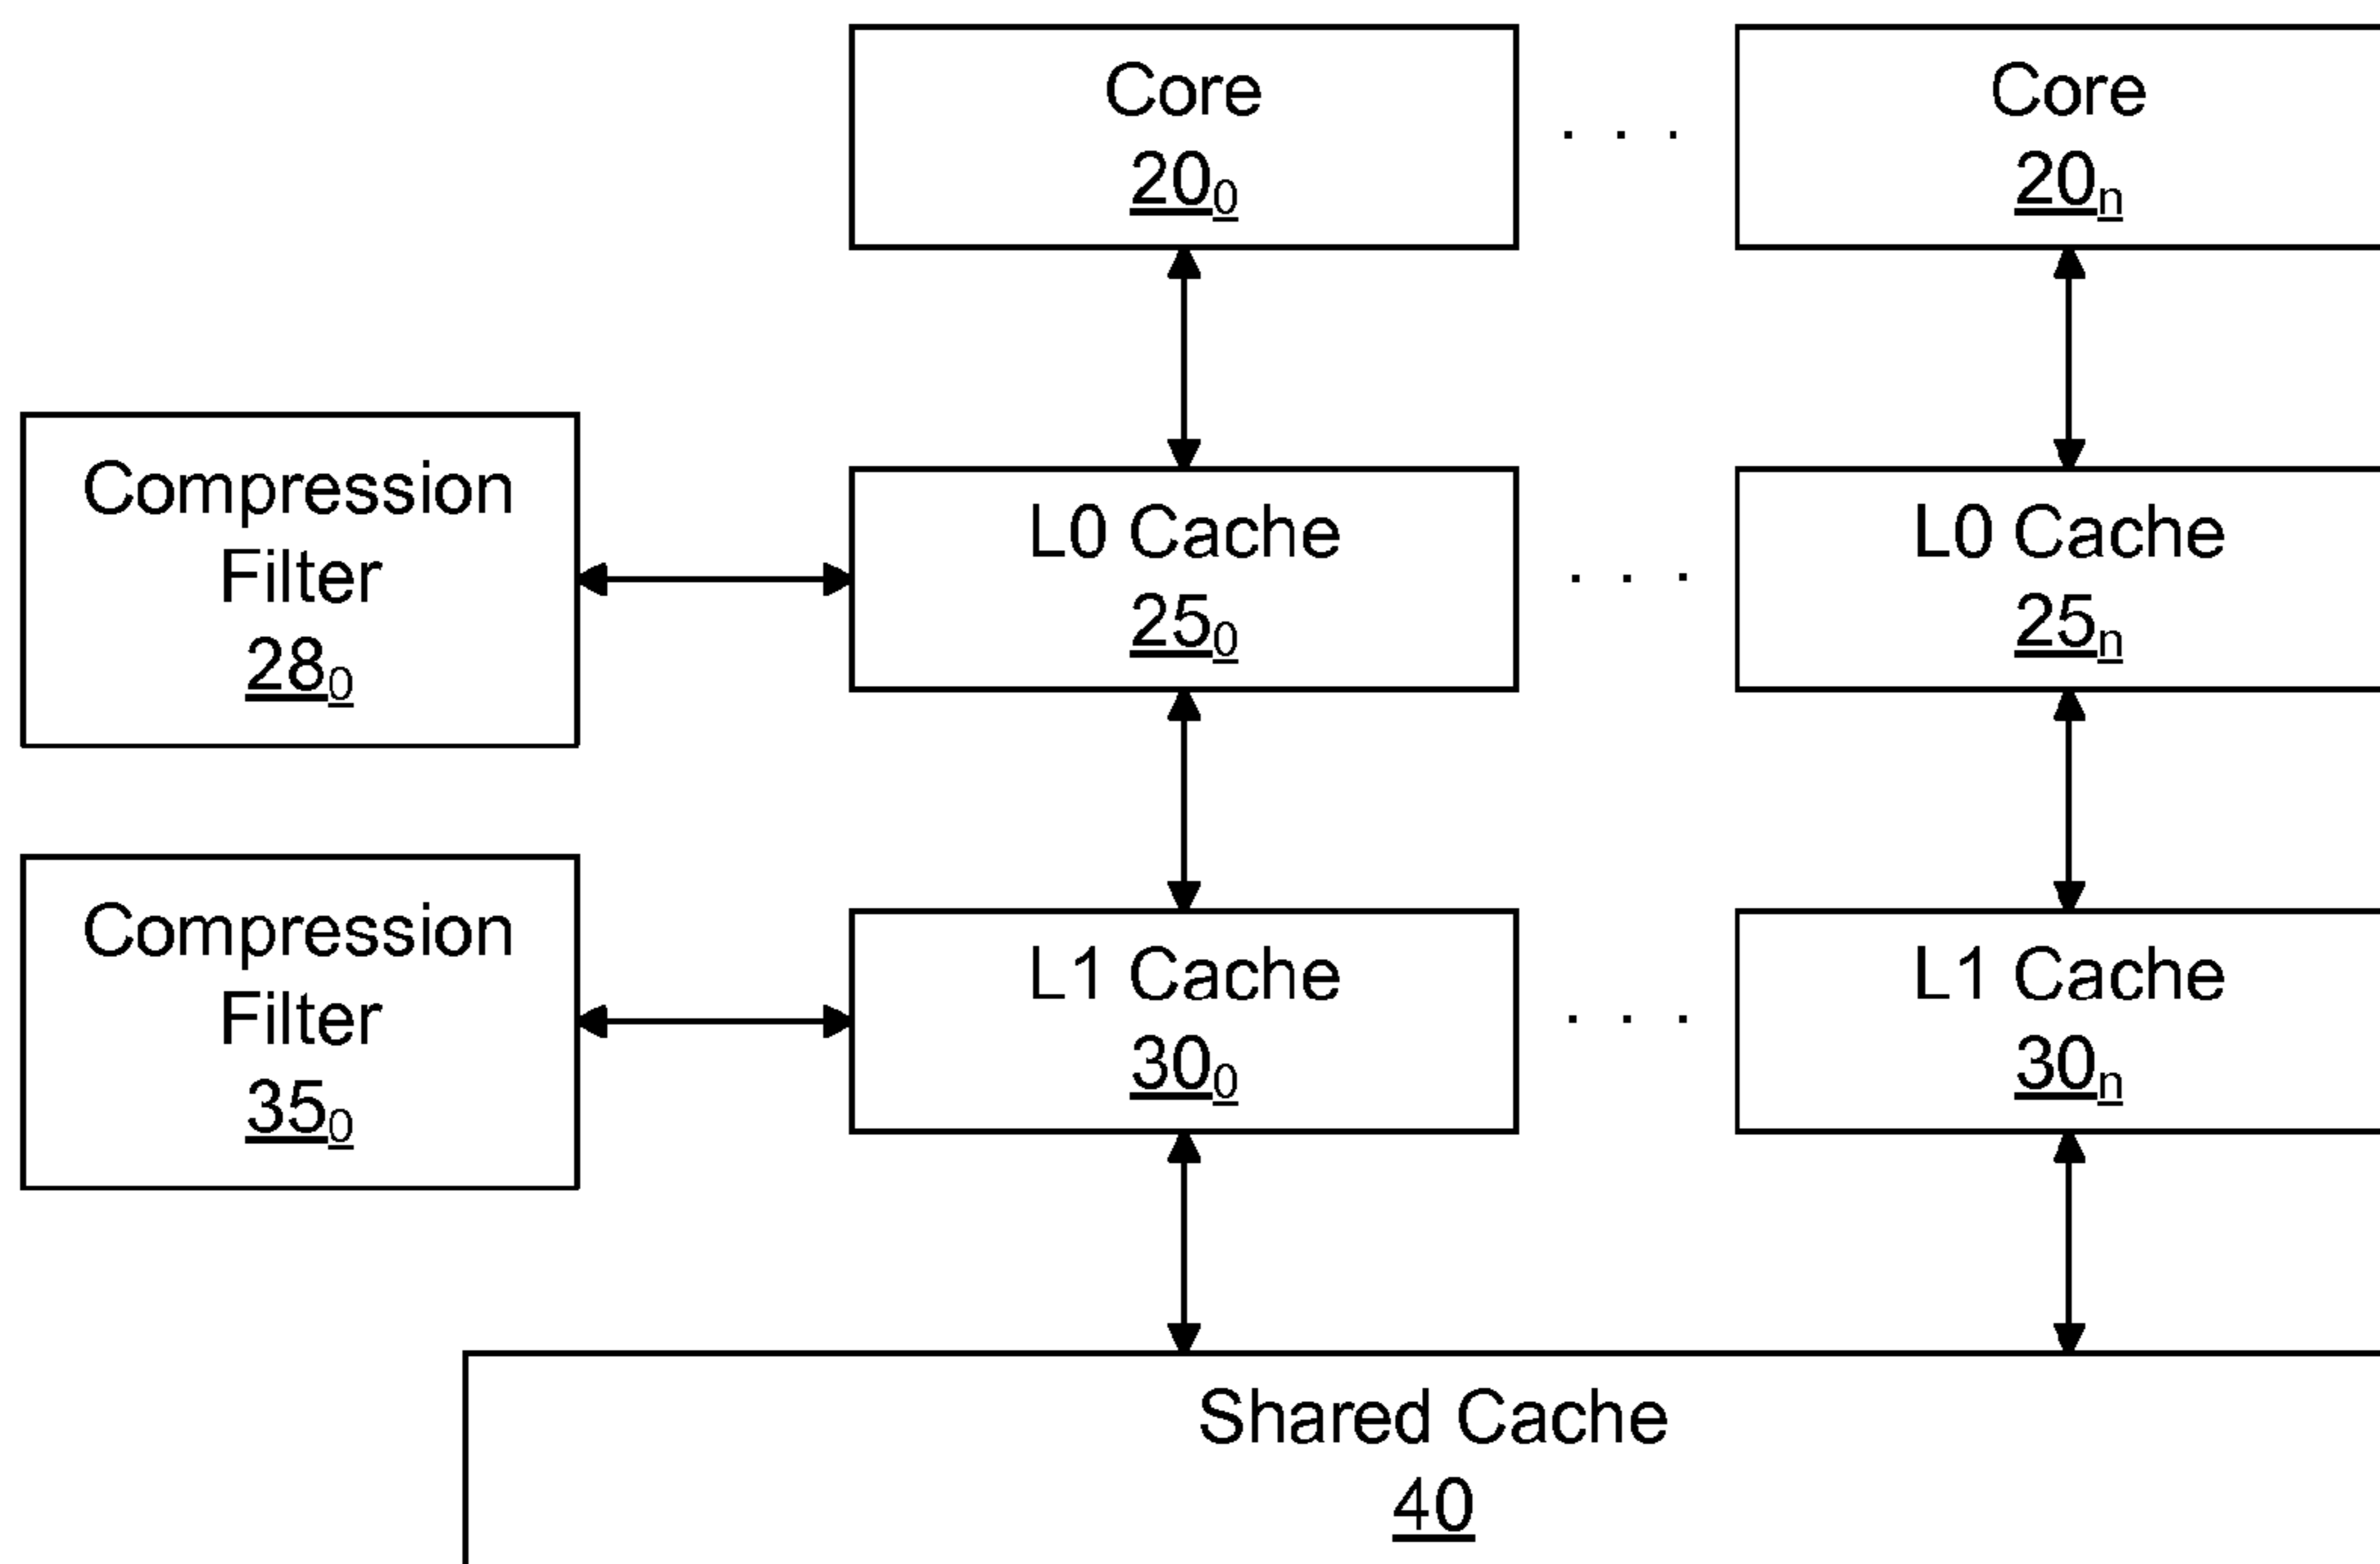 Core
20₀
. . .
Core
20ₙ
Compression
Filter
28₀
L0 Cache
25₀
. . .
L0 Cache
25ₙ
Compression
Filter
35₀
L1 Cache
30₀
. . .
L1 Cache
30ₙ
Shared Cache
40